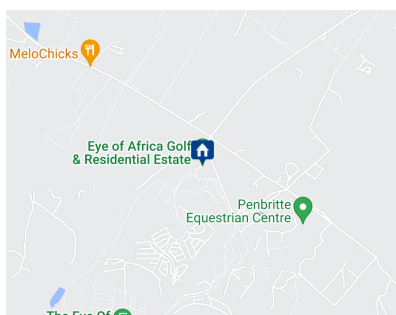 MeloChicks
Eye of Africa Golf
& Residential Estate
Penbritte
Equestrian Centre
The Eye Of